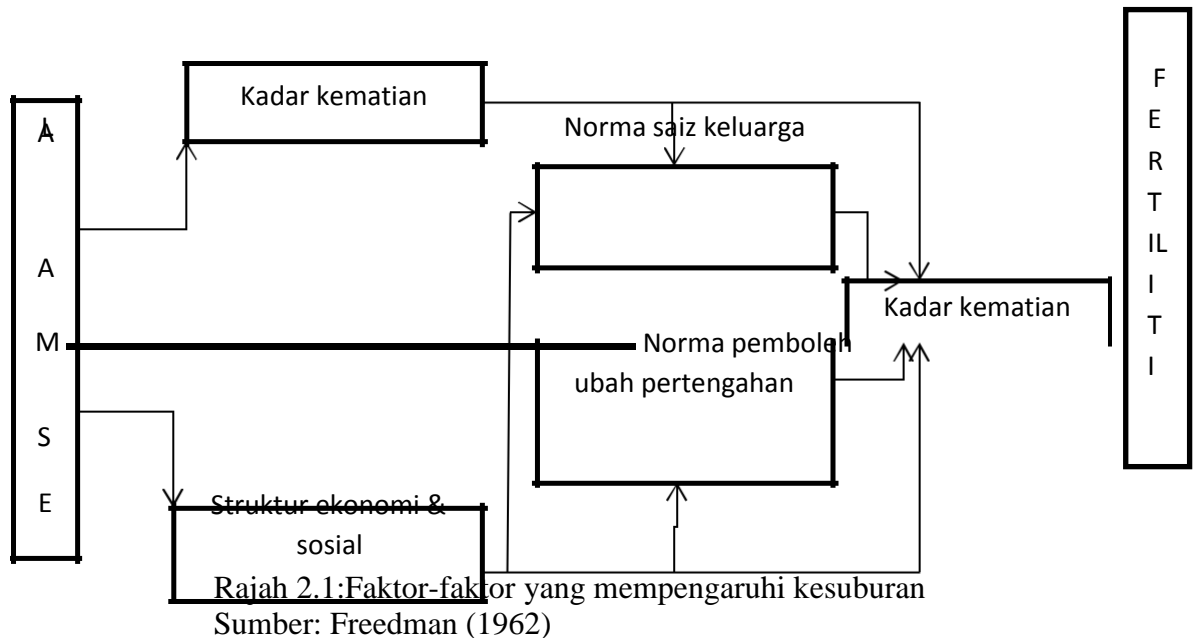 Kadar kematian
Norma saiz keluarga
A
L
A
M
S
E
Kadar kematian
Norma pemboleh
ubah pertengahan
Struktur ekonomi &
sosial
F
E
R
T
IL
I
T
I
Rajah 2.1:Faktor-faktor yang mempengaruhi kesuburan
Sumber: Freedman (1962)